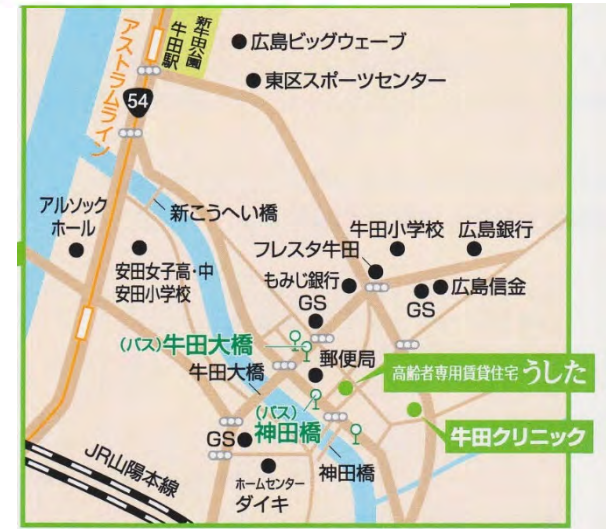 新牛田公園
牛田駅
アストラムライン
54
広島ビッグウェーブ
東区スポーツセンター
アルソック
ホール
新こうへい橋
安田女子高・中
安田小学校
牛田小学校
広島銀行
フレスタ牛田
もみじ銀行
GS
広島信金
GS
(バス)牛田大橋
郵便局
牛田大橋
高齢者専用賃貸住宅うした
(バス)
神田橋
牛田クリニック
GS
神田橋
JR山陽本線
ホームセンター
ダイキ